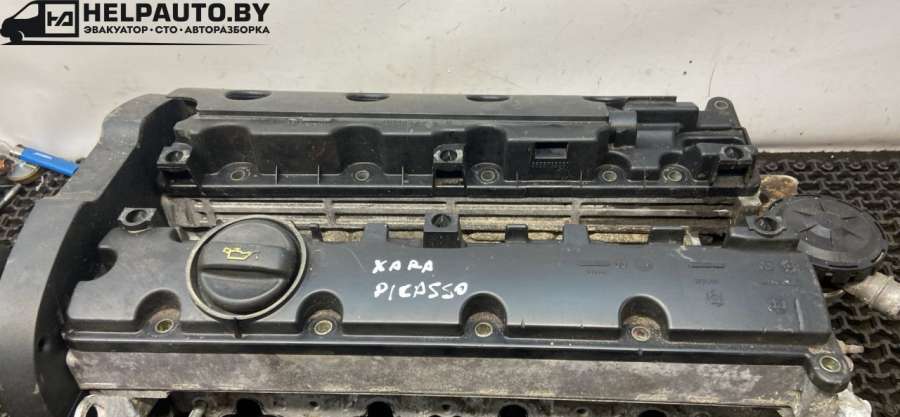 HELPAUTO.BY
ЭВАКУАТОР • СТО • АВТОРАЗБОРКА
XARA
PICASSO